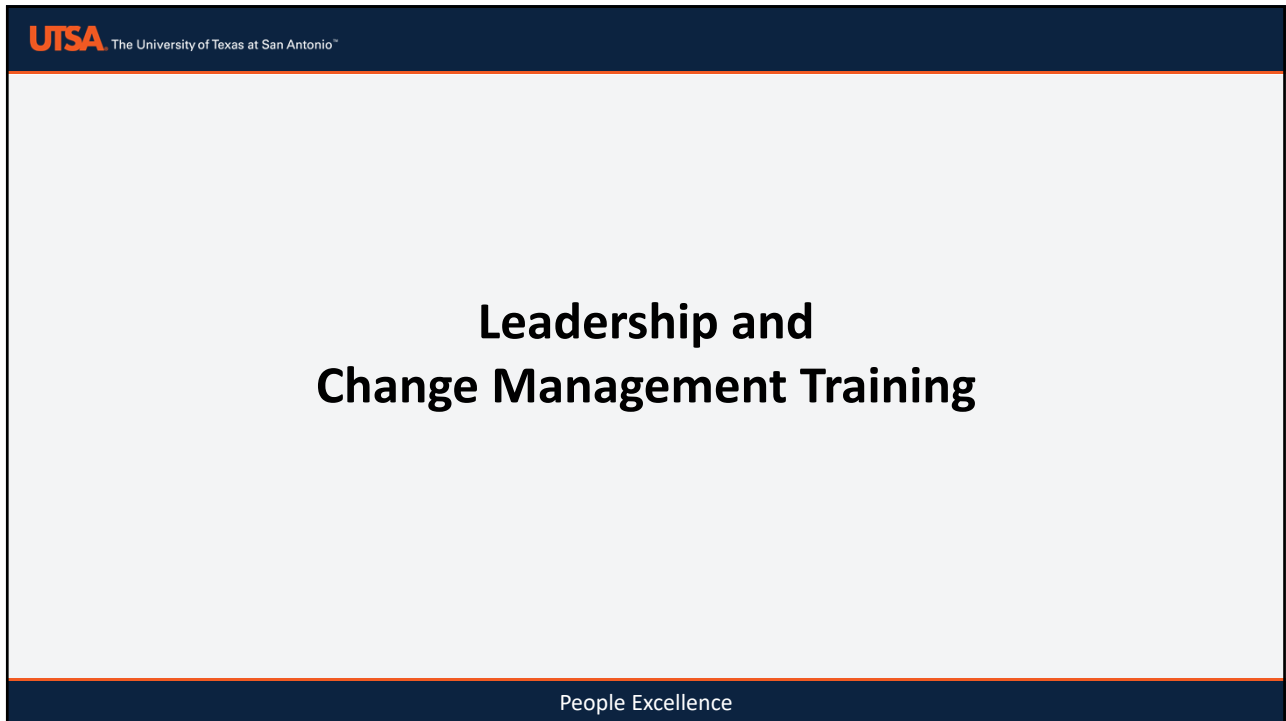 UTSA. The University of Texas at San Antonio™
Leadership and
Change Management Training
People Excellence